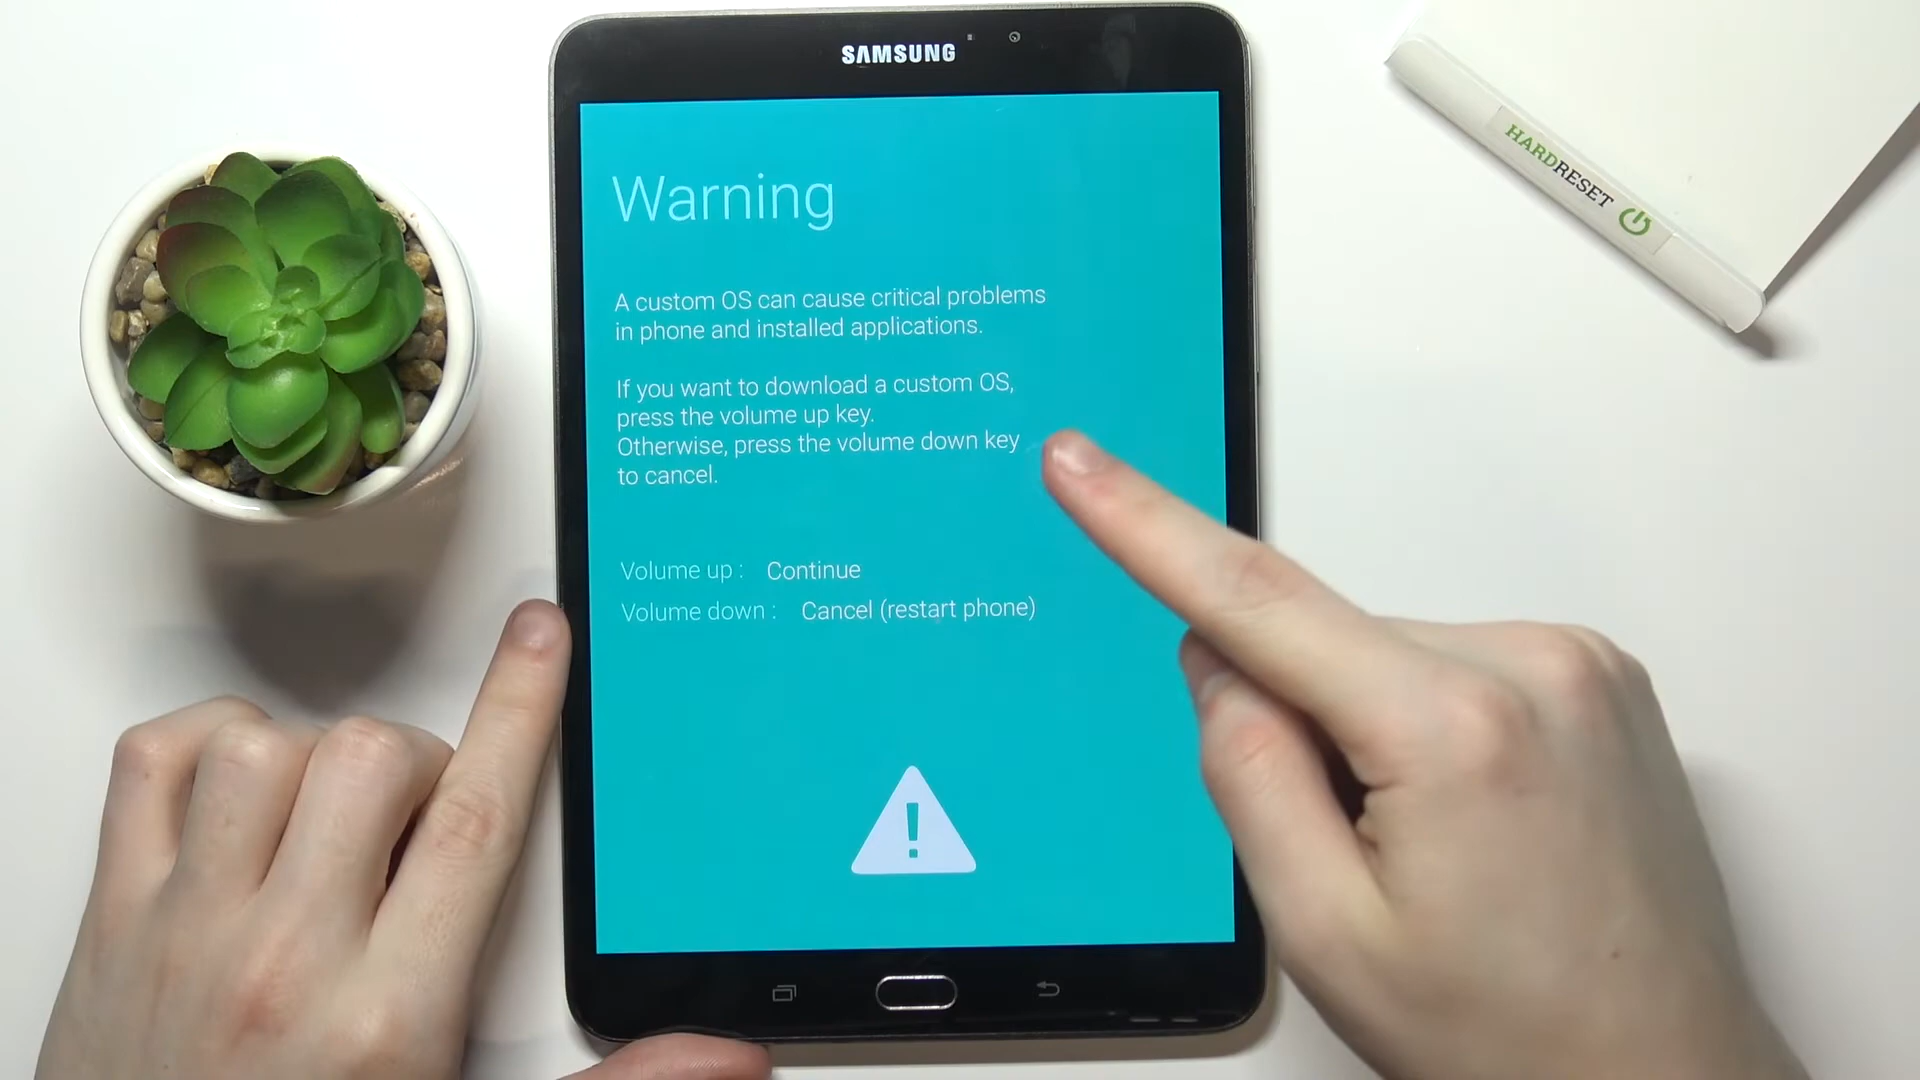 SAMSUNG
HARDRESET
Warning
A custom OS can cause critical problems
in phone and installed applications.
If you want to download a custom OS,
press the volume up key.
Otherwise, press the volume down key
to cancel.
Volume up : Continue
Volume down : Cancel (restart phone)